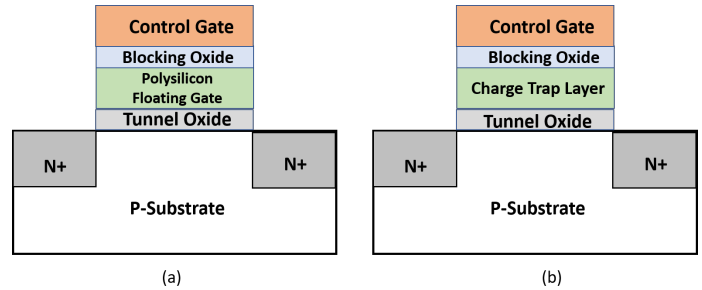 Control Gate
Blocking Oxide
Polysilicon
Floating Gate
Tunnel Oxide
N+
N+
P-Substrate
(a)
Control Gate
Blocking Oxide
Charge Trap Layer
Tunnel Oxide
N+
N+
P-Substrate
(b)